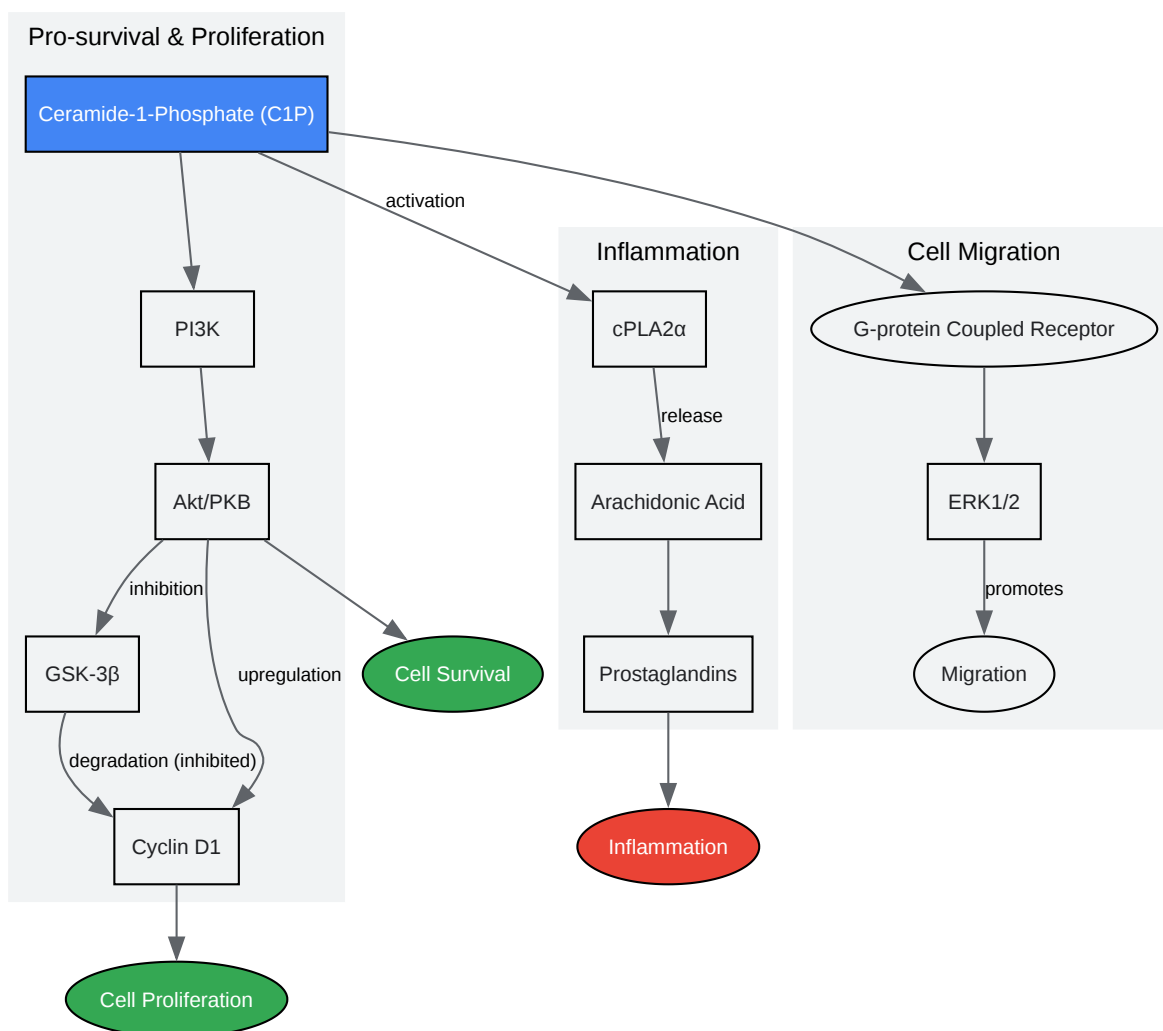 Pro-survival & Proliferation
Ceramide-1-Phosphate (C1P)
activation
Inflammation
Cell Migration
PI3K
cPLA2α
G-protein Coupled Receptor
release
Akt/PKB
Arachidonic Acid
ERK1/2
inhibition
promotes
GSK-3β
upregulation
Cell Survival
Prostaglandins
Migration
degradation (inhibited)
Cyclin D1
Inflammation
Cell Proliferation